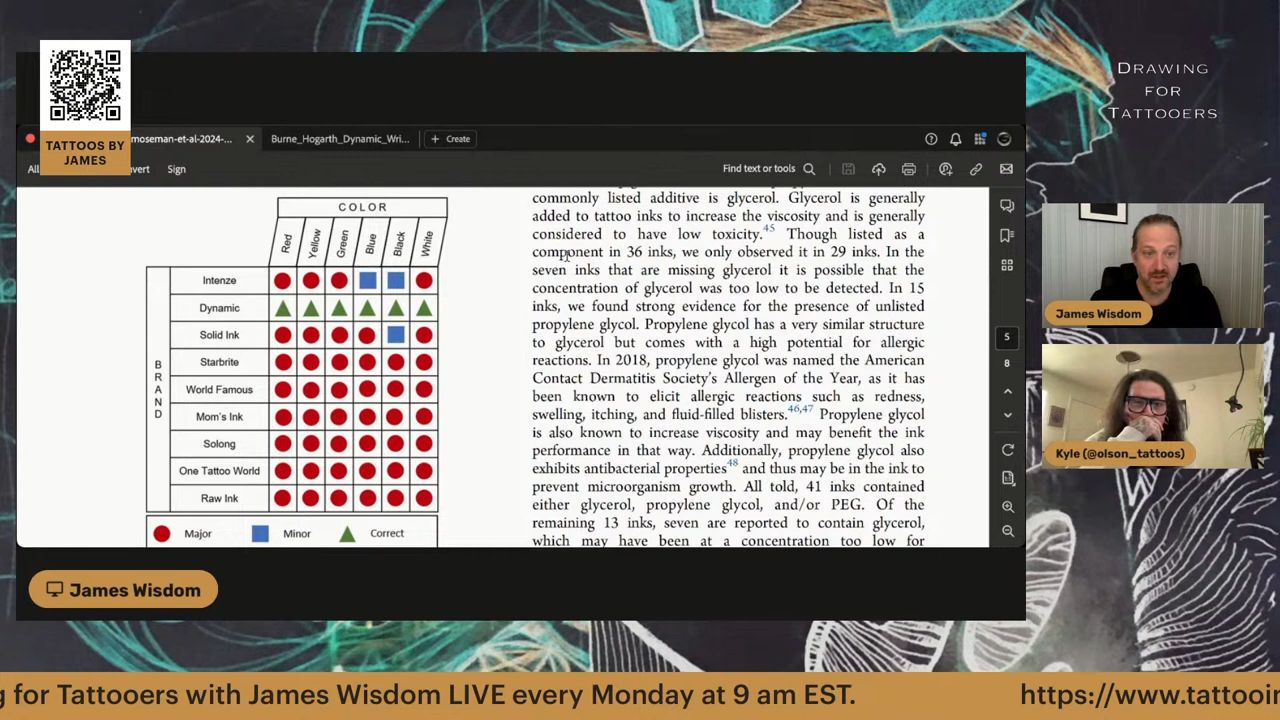 TATTOOS BY
JAMES
DRAWING
FOR
TATTOOERS
moseman-et-al-2024-...
Burne_Hogarth_Dynamic_Wri...
Create
All
vert
Sign
Find text or tools
COLOR
Red
Yellow
Green
Blue
Black
White
BRAND
Intenze
Dynamic
Solid Ink
Starbrite
World Famous
Mom's Ink
Solong
One Tattoo World
Raw Ink
Major
Minor
Correct
commonly listed additive is glycerol. Glycerol is generally
added to tattoo inks to increase the viscosity and is generally
considered to have low toxicity.45 Though listed as a
component in 36 inks, we only observed it in 29 inks. In the
seven inks that are missing glycerol it is possible that the
concentration of glycerol was too low to be detected. In 15
inks, we found strong evidence for the presence of unlisted
propylene glycol. Propylene glycol has a very similar structure
to glycerol but comes with a high potential for allergic
reactions. In 2018, propylene glycol was named the American
Contact Dermatitis Society's Allergen of the Year, as it has
been known to elicit allergic reactions such as redness,
swelling, itching, and fluid-filled blisters.46,47 Propylene glycol
is also known to increase viscosity and may benefit the ink
performance in that way. Additionally, propylene glycol also
exhibits antibacterial properties48 and thus may be in the ink to
prevent microorganism growth. All told, 41 inks contained
either glycerol, propylene glycol, and/or PEG. Of the
remaining 13 inks, seven are reported to contain glycerol,
which may have been at a concentration too low for
5
8
James Wisdom
Kyle (@olson_tattoos)
James Wisdom
g for Tattooers with James Wisdom LIVE every Monday at 9 am EST.
https://www.tattooin